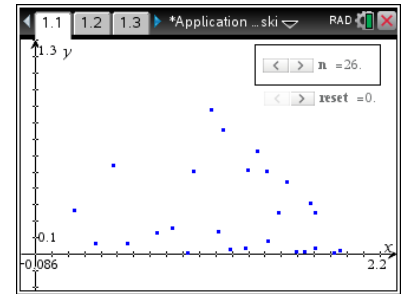 1.1 1.2 1.3 *Application ...ski RAD
1.3 y
n =26.
reset =0.
0.1
x
-0.086 2.2